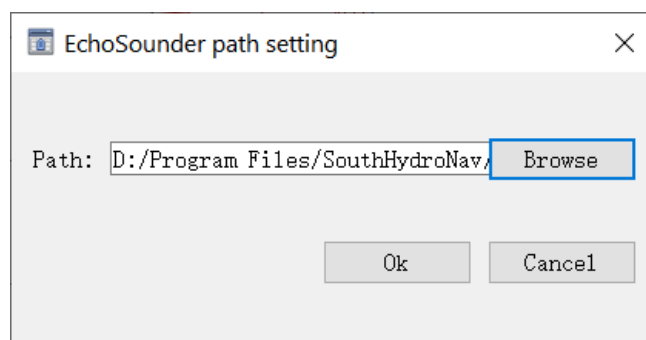 EchoSounder path setting
Path: D:/Program Files/SouthHydroNav/ Browse
Ok Cancel